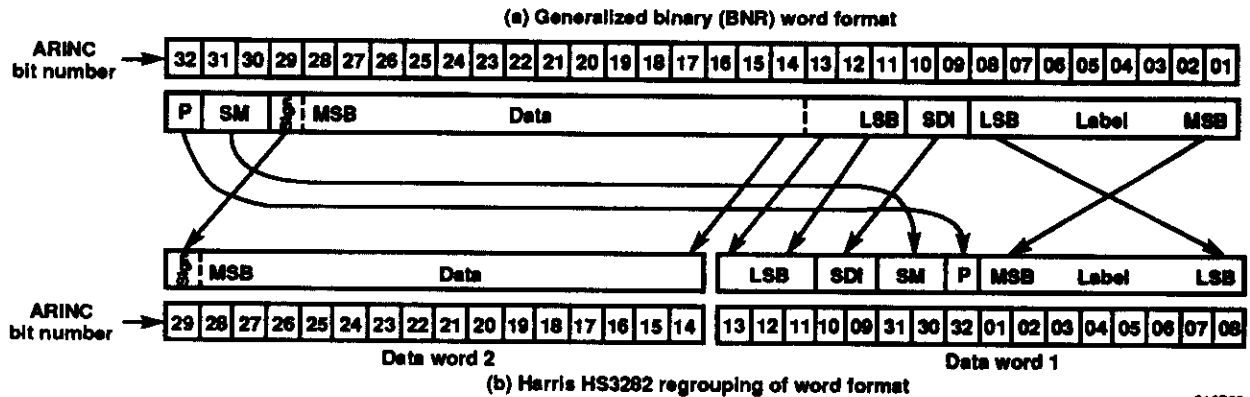 (a) Generalized binary (BNR) word format
ARINC bit number
32 31 30 29 28 27 26 25 24 23 22 21 20 19 18 17 16 15 14 13 12 11 10 09 08 07 06 05 04 03 02 01
P SM Sign MSB Data LSB SDI LSB Label MSB
Sign MSB Data LSB SDI SM P MSB Label LSB
ARINC bit number
29 28 27 26 25 24 23 22 21 20 19 18 17 16 15 14 13 12 11 10 09 31 30 32 01 02 03 04 05 06 07 08
Data word 2 Data word 1
(b) Harris HS3282 regrouping of word format